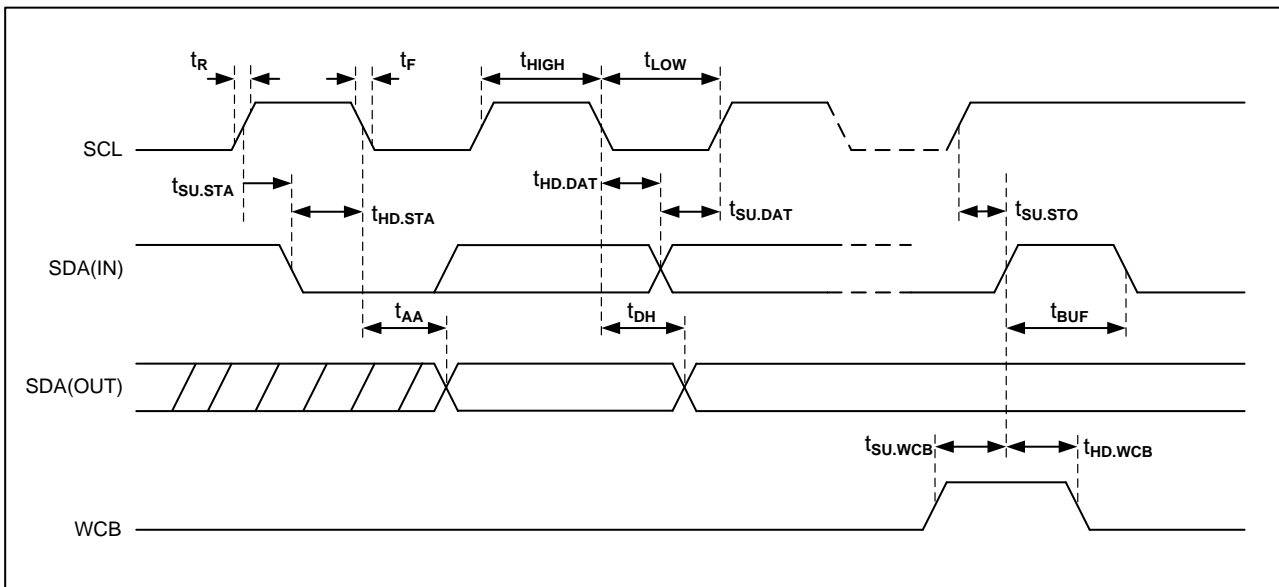 tR
tF
tHIGH
tLOW
SCL
tSU.STA
tHD.STA
tHD.DAT
tSU.DAT
tSU.STO
SDA(IN)
tAA
tDH
tBUF
SDA(OUT)
tSU.WCB
tHD.WCB
WCB